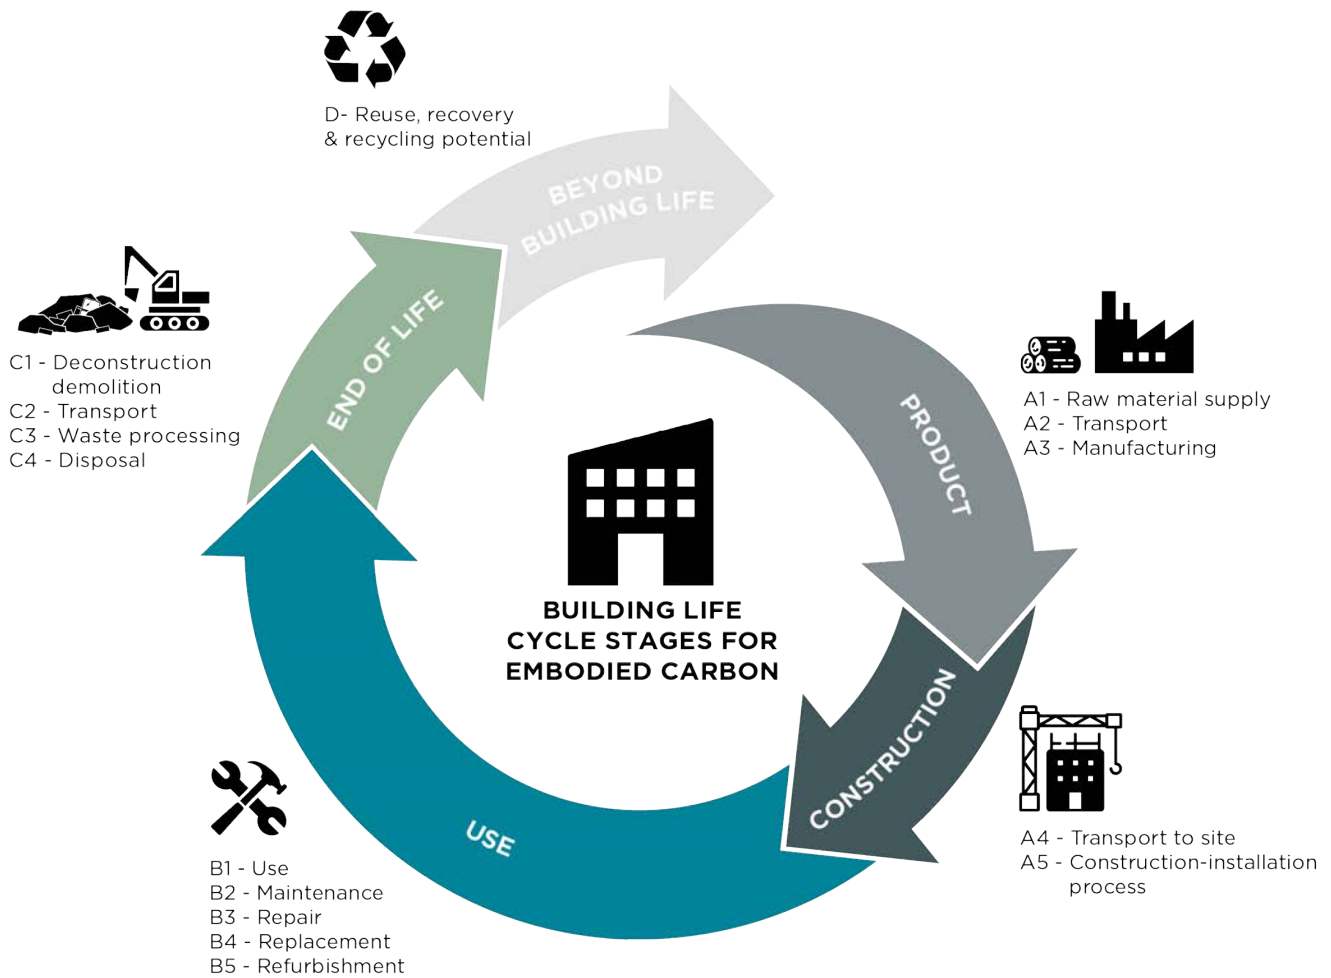 D- Reuse, recovery
& recycling potential
BEYOND
BUILDING LIFE
END OF LIFE
C1 - Deconstruction
demolition
C2 - Transport
C3 - Waste processing
C4 - Disposal
PRODUCT
A1 - Raw material supply
A2 - Transport
A3 - Manufacturing
BUILDING LIFE
CYCLE STAGES FOR
EMBODIED CARBON
CONSTRUCTION
A4 - Transport to site
A5 - Construction-installation
process
USE
B1 - Use
B2 - Maintenance
B3 - Repair
B4 - Replacement
B5 - Refurbishment